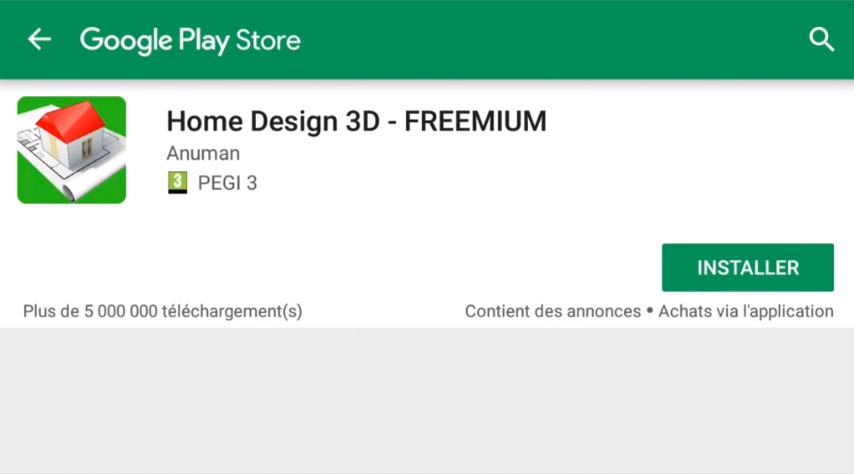 Google Play Store
Home Design 3D - FREEMIUM
Anuman
3 PEGI 3
INSTALLER
Plus de 5 000 000 téléchargement(s)
Contient des annonces • Achats via l'application